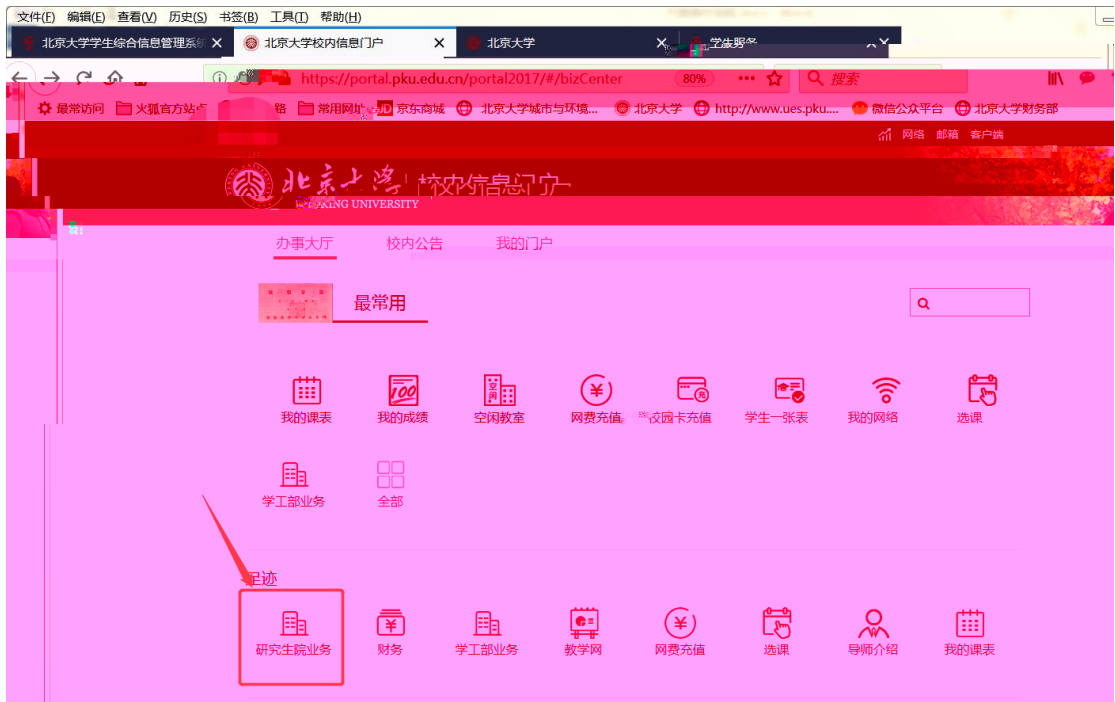 文件(F) 编辑(E) 查看(V) 历史(S) 书签(B) 工具(T) 帮助(H)
北京大学学生综合信息管理系统 北京大学校内信息门户 北京大学
https://portal.pku.edu.cn/portal2017/#/bizCenter 80% 搜索
最常访问 火狐官方站点 常用网址 JD 京东商城 北京大学城市与环境... 北京大学 http://www.ues.pku.... 微信公众平台 北京大学财务部
网络 邮箱 客户端
北京大学 校内信息门户
PEKING UNIVERSITY
办事大厅 校内公告 我的门户
最常用
我的课表 我的成绩 空闲教室 网费充值 校园卡充值 学生一张表 我的网络 选课
学工部业务 全部
足迹
研究生院业务 财务 学工部业务 教学网 网费充值 选课 导师介绍 我的课表